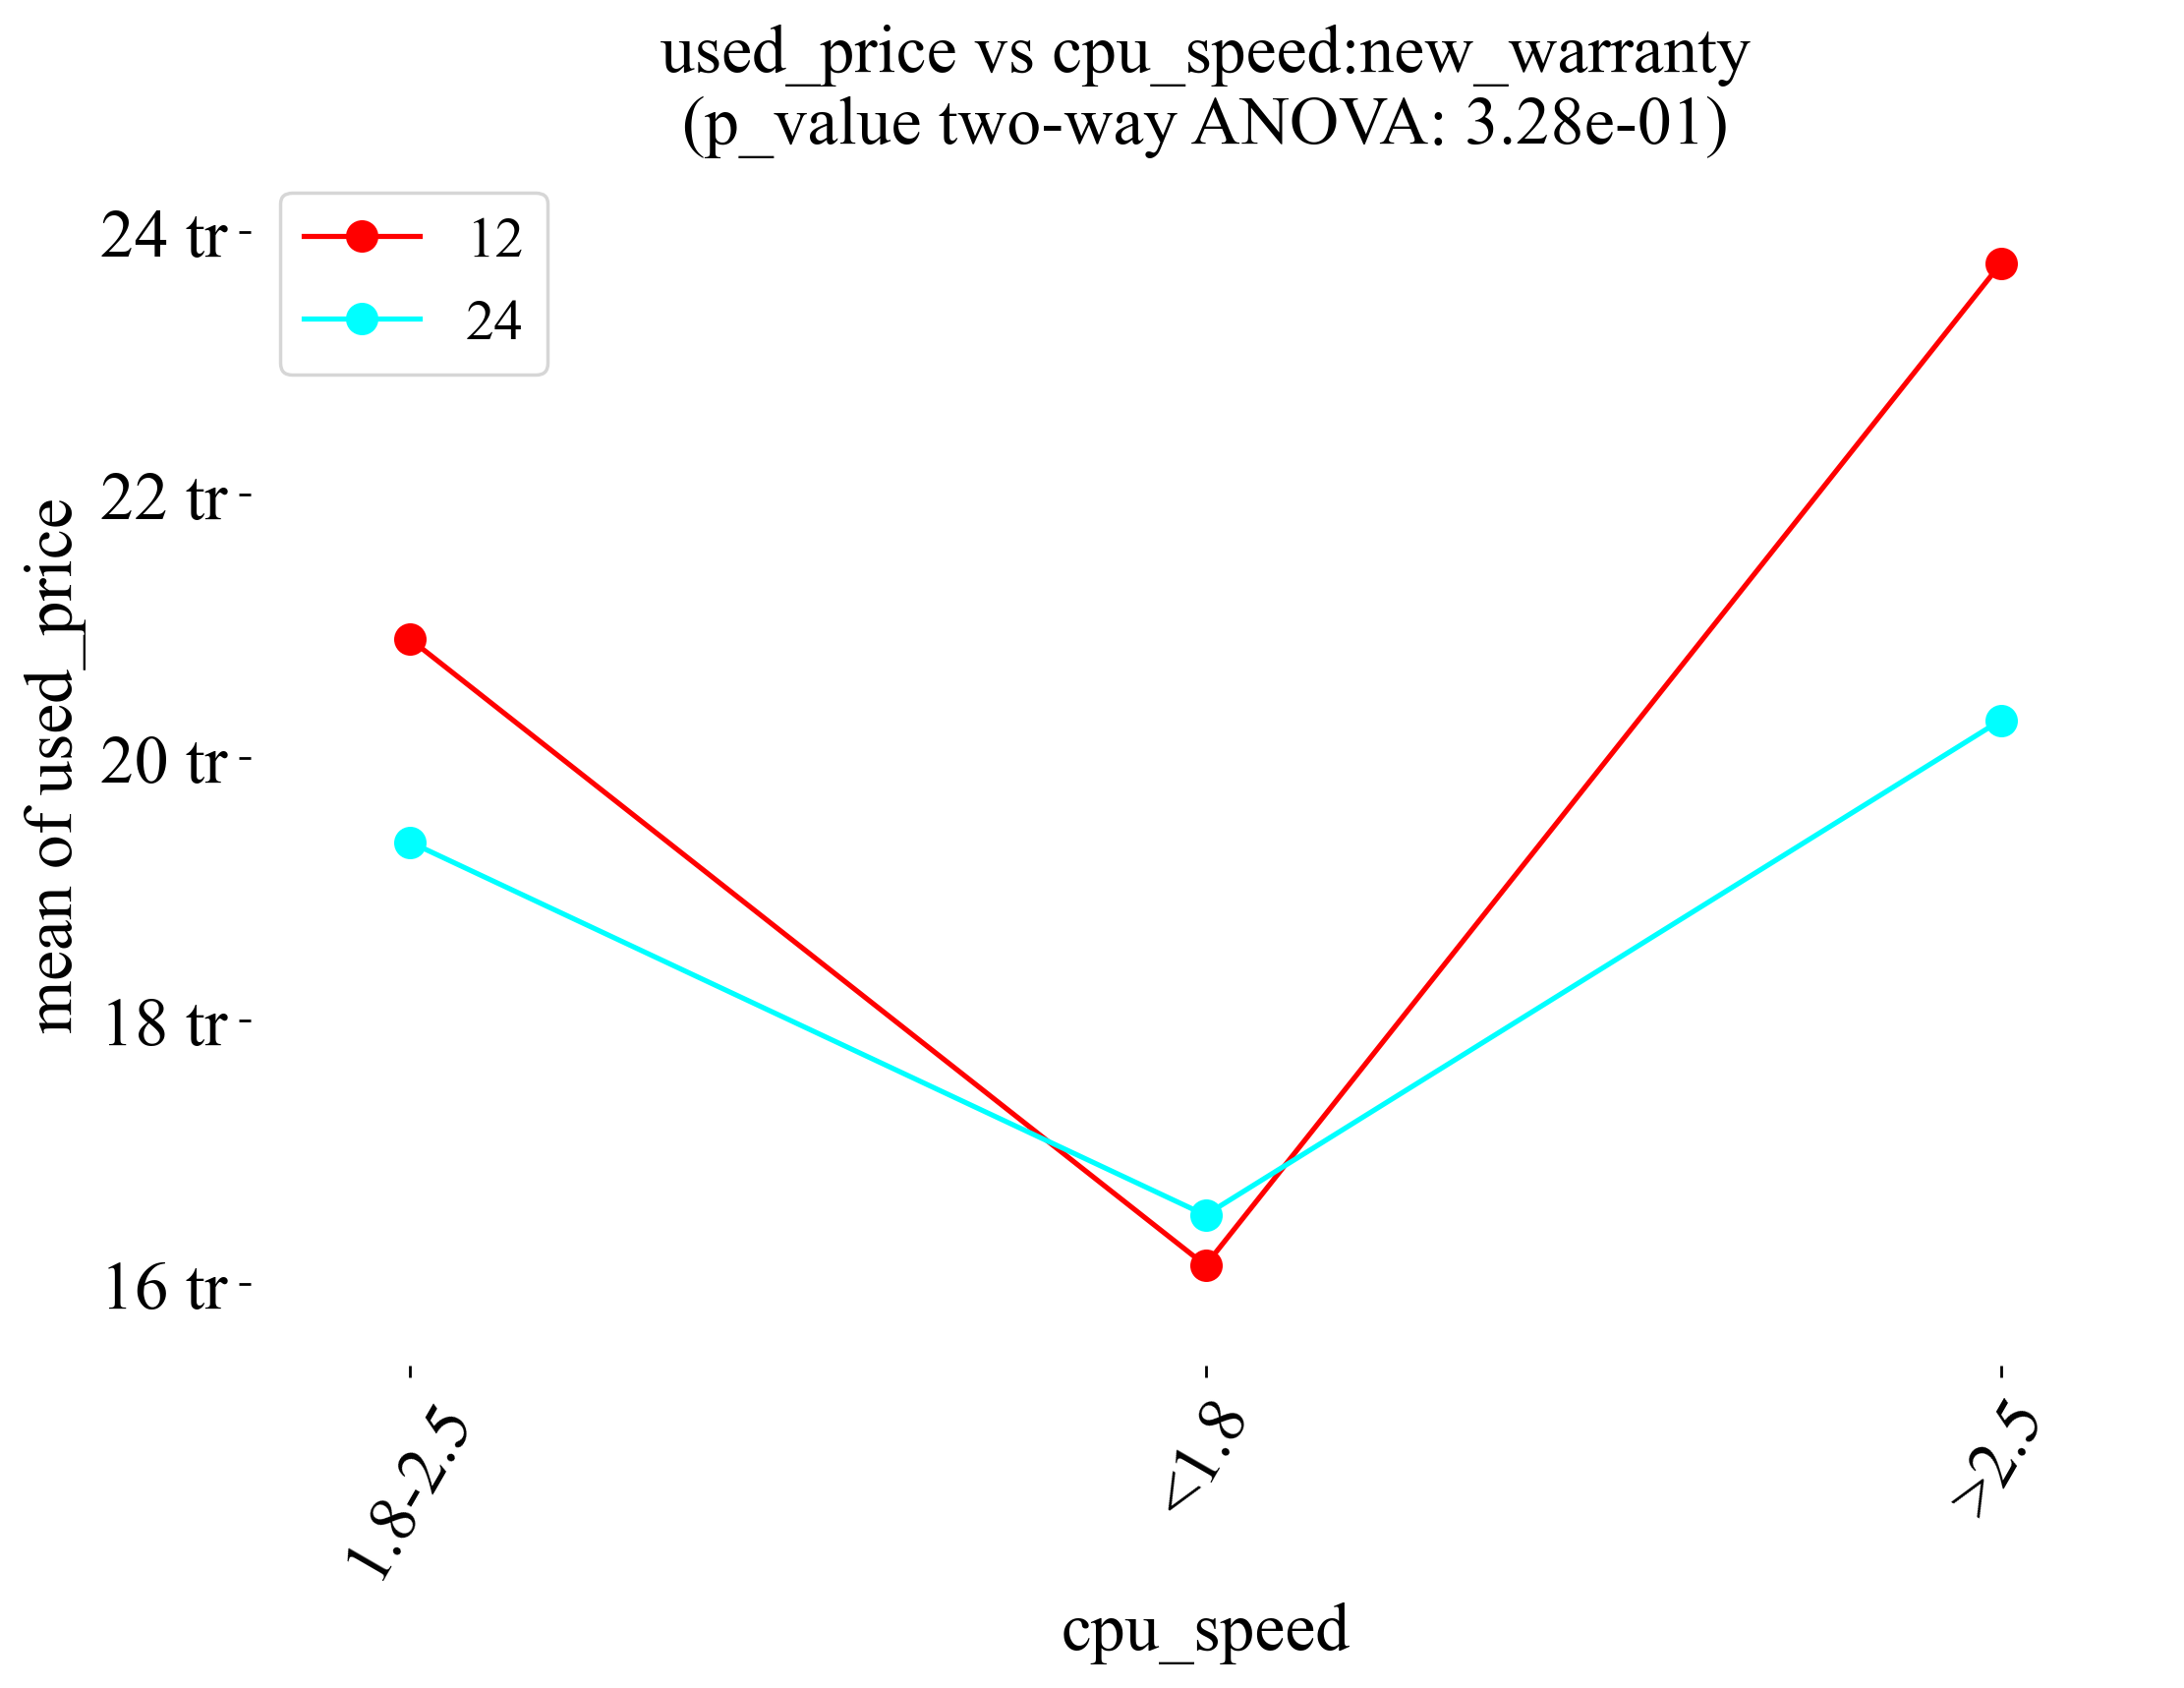 used_price vs cpu_speed:new_warranty
(p_value two-way ANOVA: 3.28e-01)
24 tr
22 tr
20 tr
18 tr
16 tr
12
24
mean of used_price
1.8-2.5
<1.8
>2.5
cpu_speed